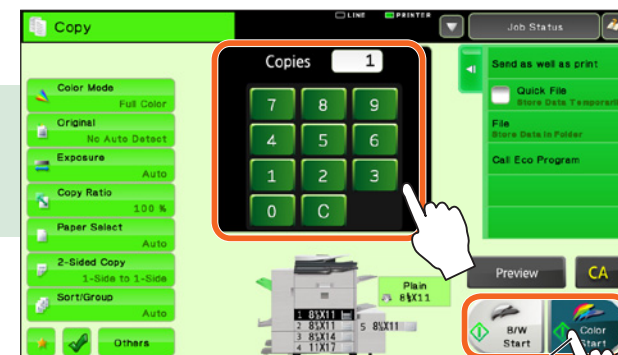 Copy
LINE
PRINTER
Job Status
Copies
1
7
8
9
4
5
6
1
2
3
0
C
Color Mode
Full Color
Original
No Auto Detect
Exposure
Auto
Copy Ratio
100 %
Paper Select
Auto
2-Sided Copy
1-Side to 1-Side
Sort/Group
Auto
Others
Send as well as print
Quick File
Store Data Temporari
File
Store Data in Folder
Call Eco Program
Plain
8½X11
1 8½X11
2 8½X11
3 8½X14
4 11X17
5 8½X11
Preview
CA
B/W
Start
Color
Start